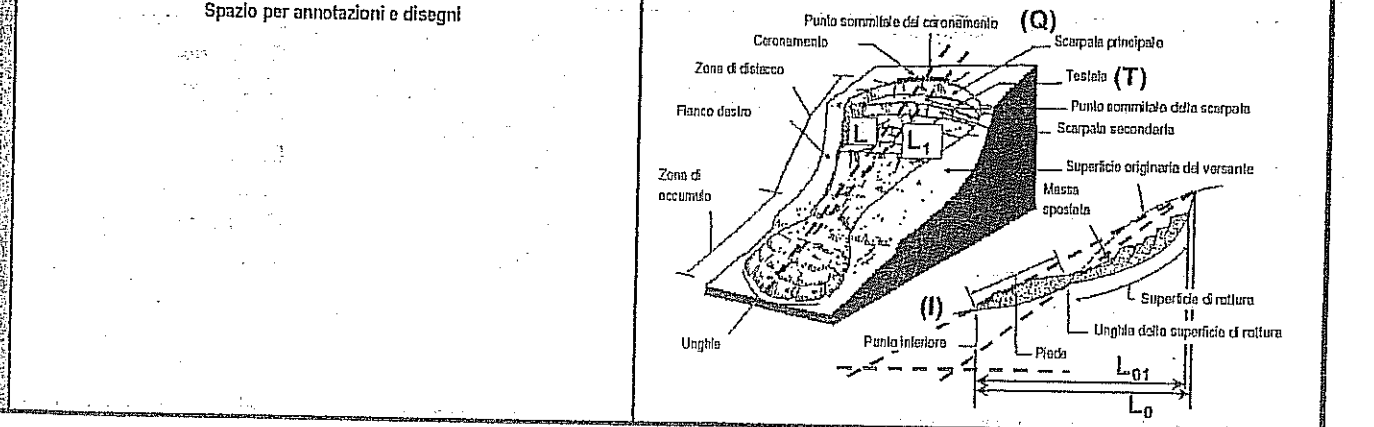 Spazio per annotazioni e disegni
Punto sommitale del coronamento (Q)
Coronamento
Scarpata principale
Zona di distacco
Testata (T)
Fianco destro
Punto sommitale della scarpata
Scarpata secondaria
L
L1
Superficie originaria del versante
Zona di
accumulo
Massa
spostata
(I)
Superficie di rottura
Unghia della superficie di rottura
Unghia
Punto inferiore
Piede
L01
L0